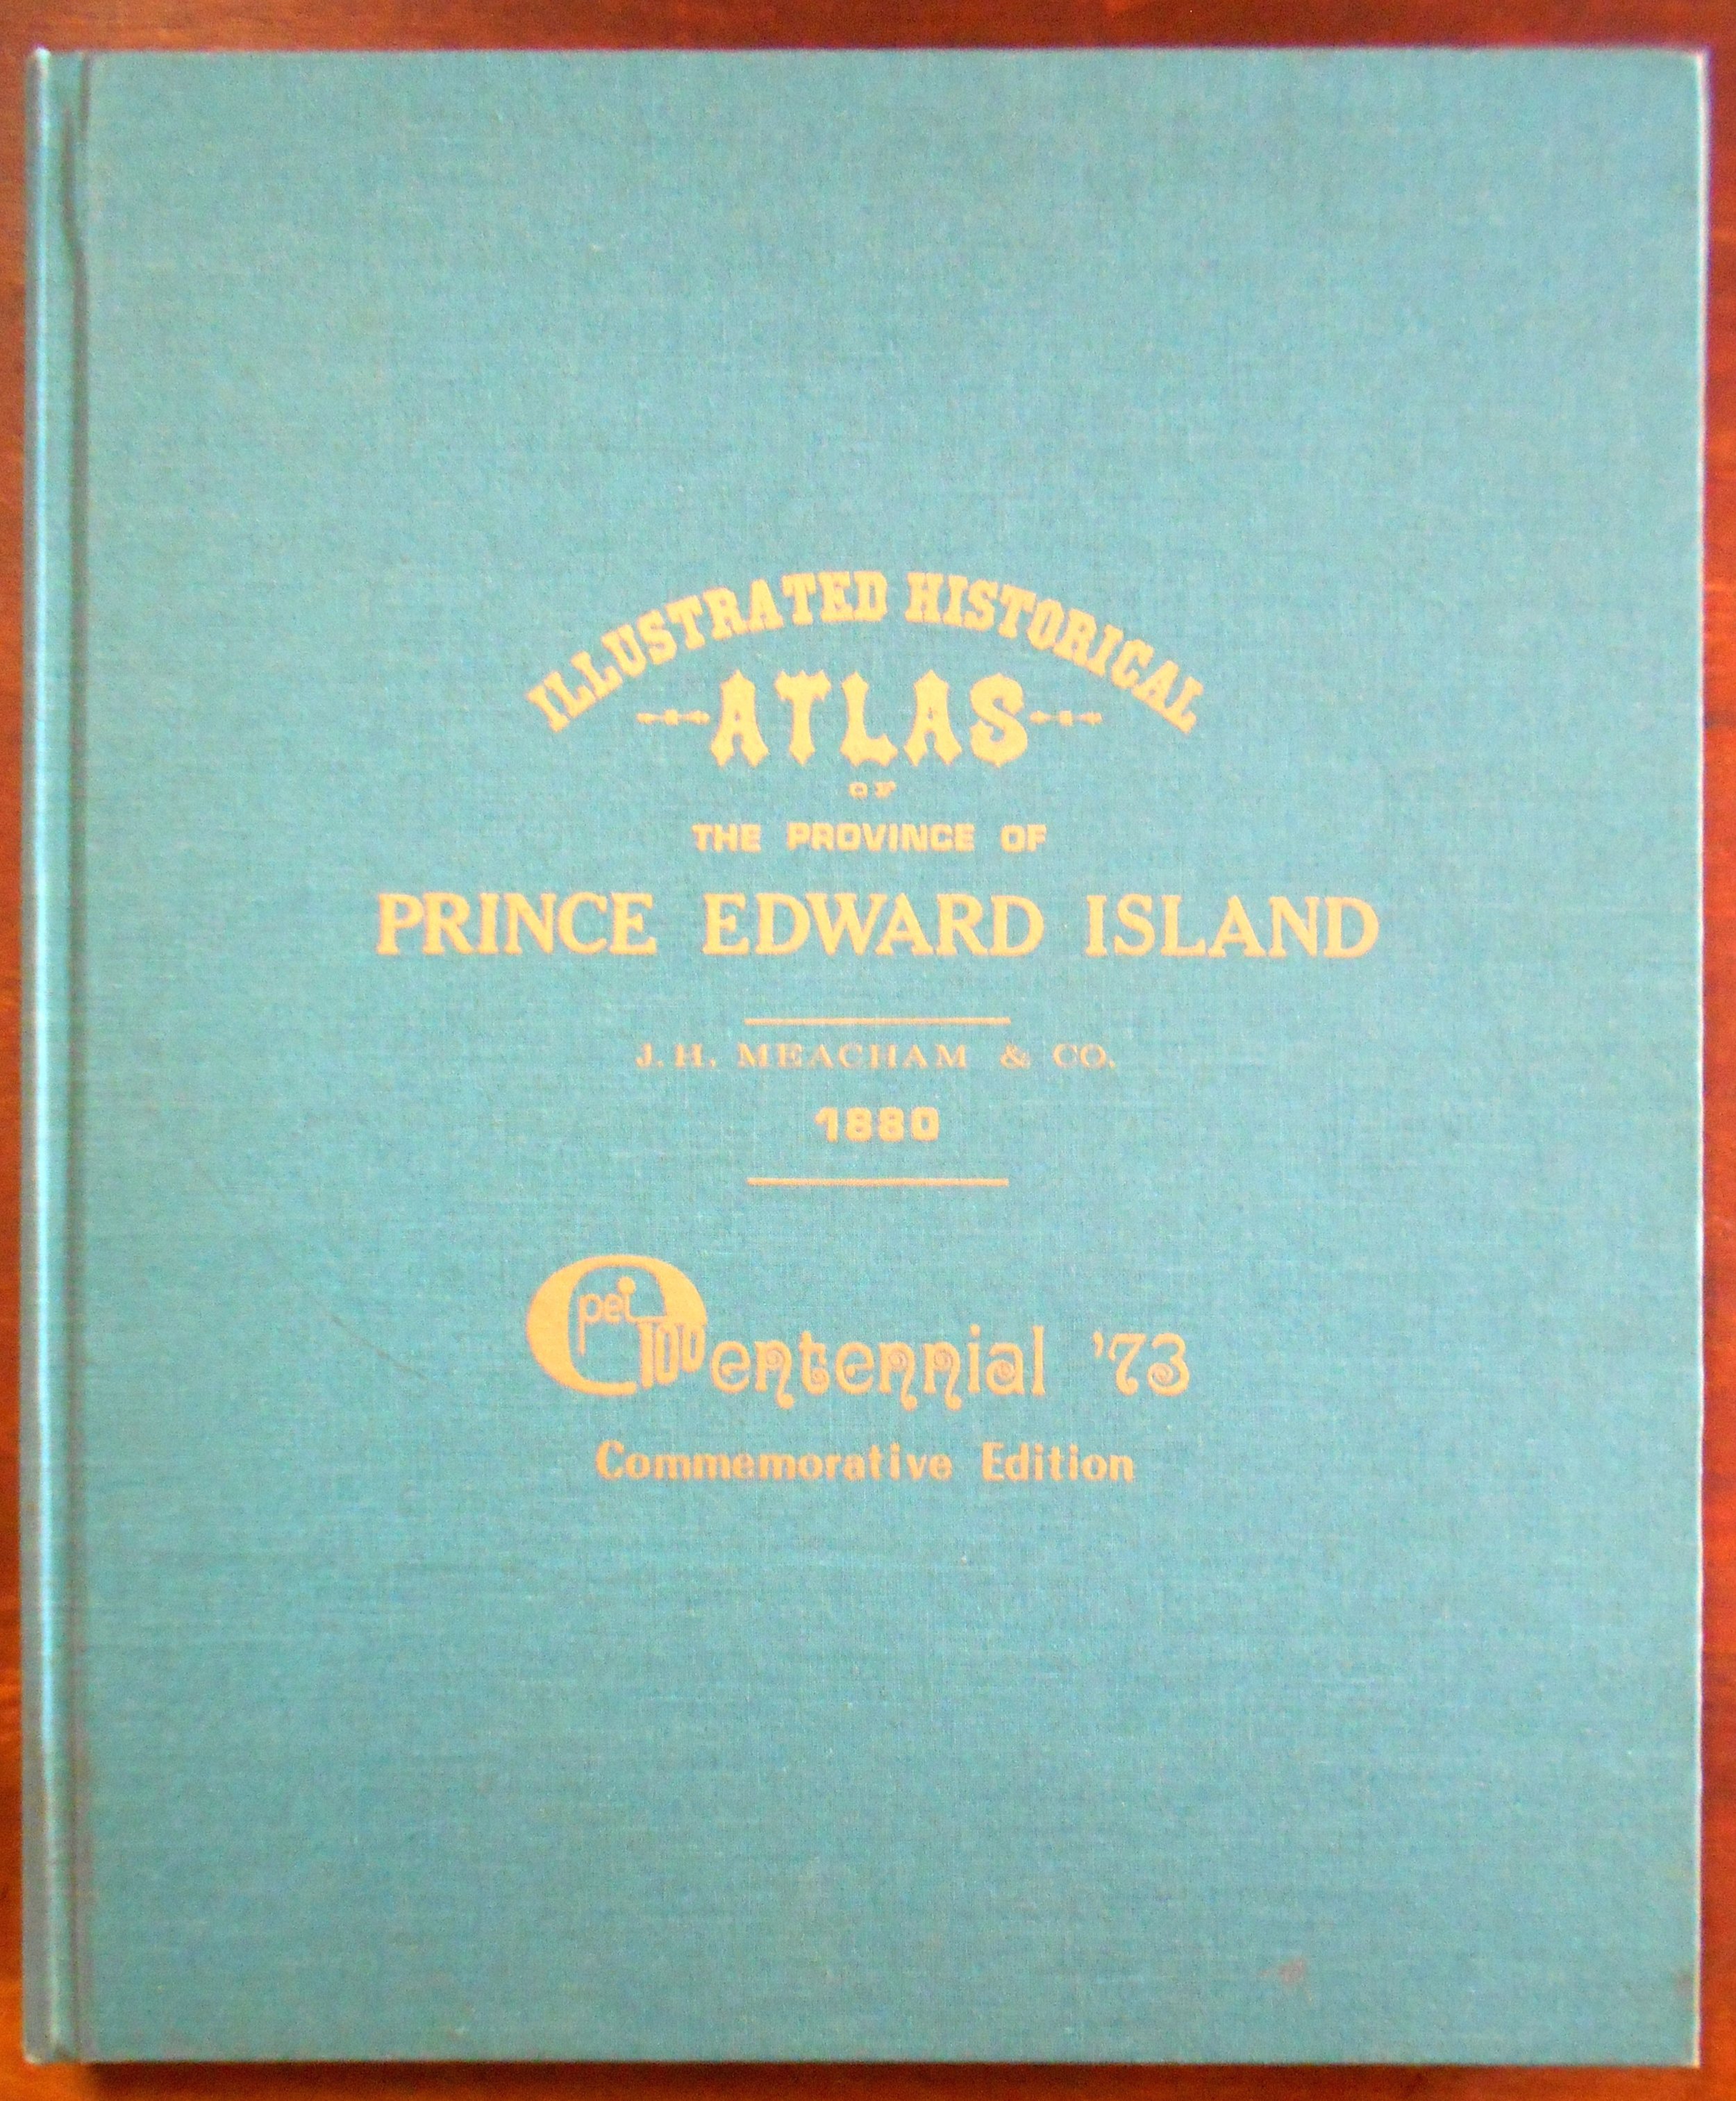 ILLUSTRATED HISTORICAL
ATLAS
OF
THE PROVINCE OF
PRINCE EDWARD ISLAND
J. H. MEACHAM & CO.
1880
pei
100
Centennial '73
Commemorative Edition